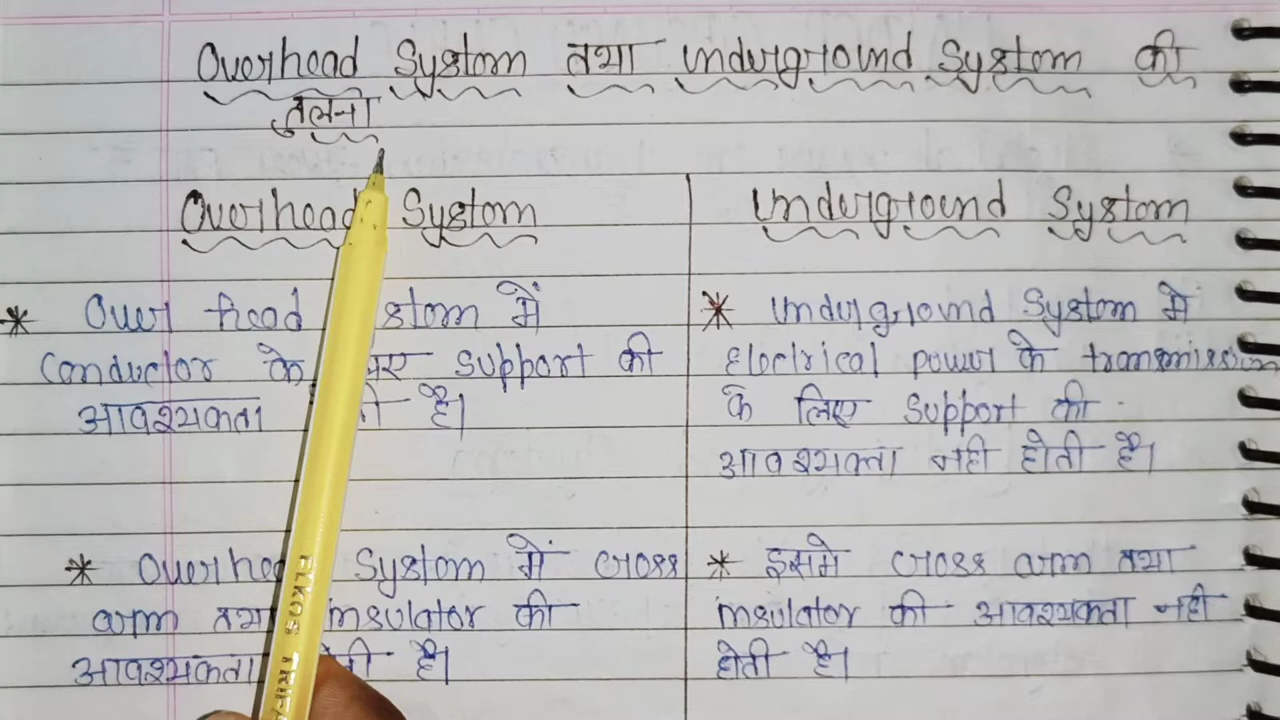 Overhead System तथा underground System की
तुलना
Overhead System
Underground System
* Over head stom में
conductor के support की
आवश्यकता है।
* underground System मे
Electrical power के transmission
के लिए support की
आवश्यकता नही होती है।
* Overhead System में cross
arm तथा insulator की
आवश्यकता है।
* इसमे cross arm तथा
insulator की आवश्यकता नही
होती है।
ELKOS